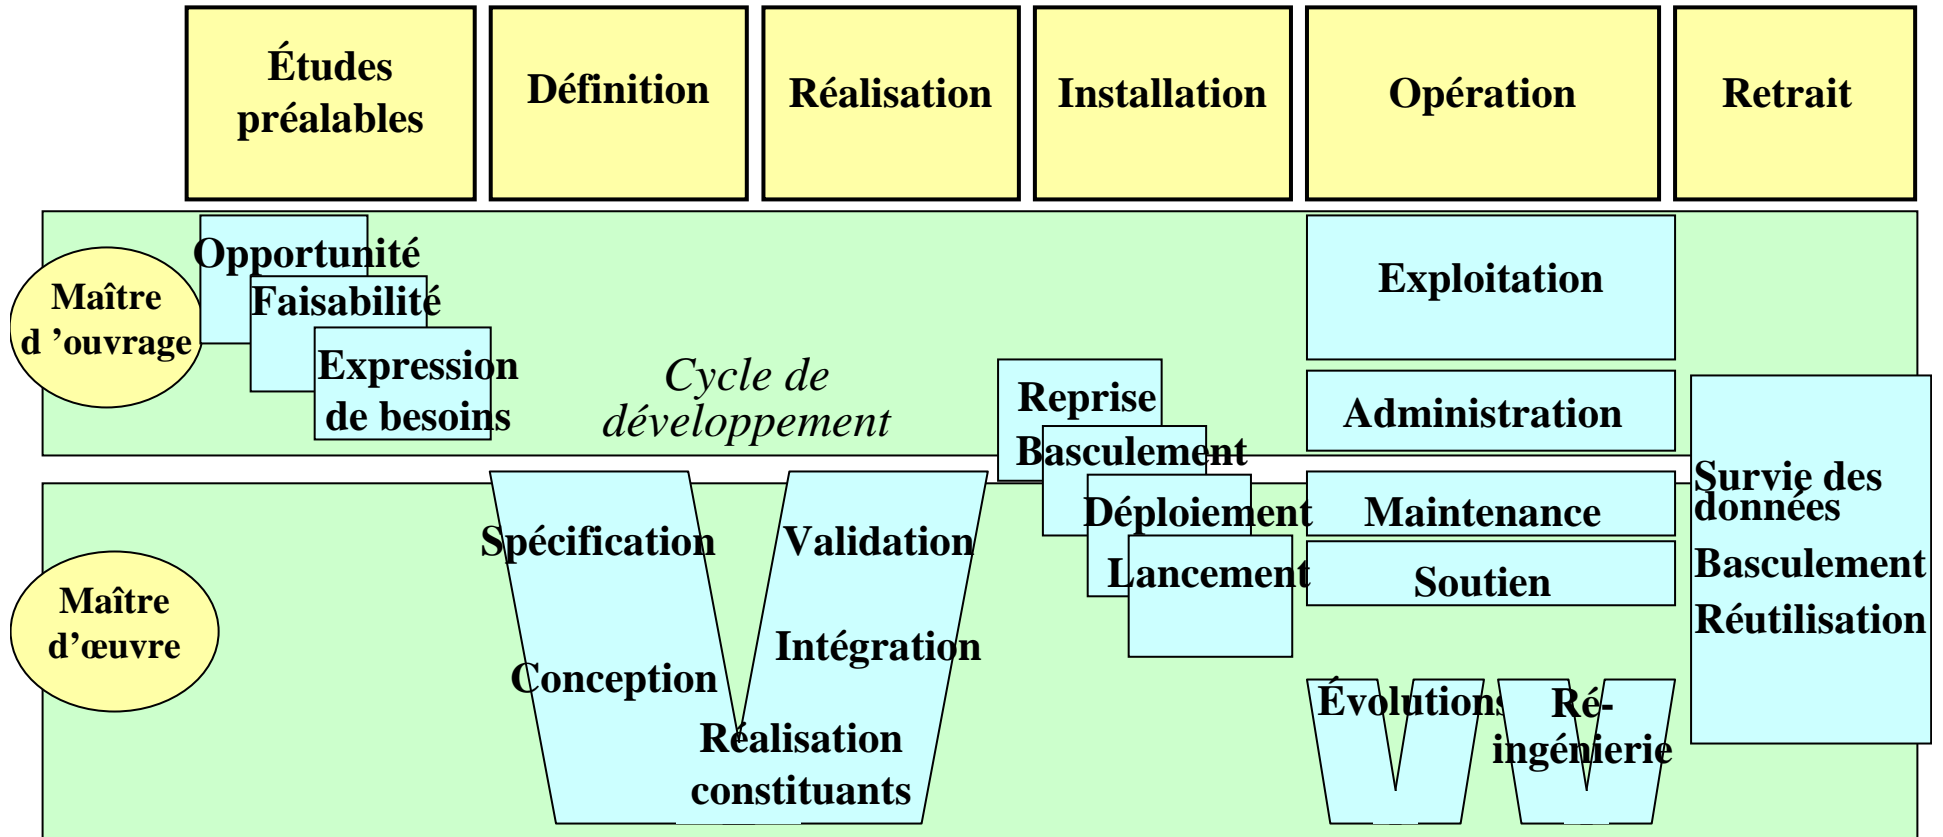 Études
préalables
Définition
Réalisation
Installation
Opération
Retrait
Maître
d ’ouvrage
Opportunité
Faisabilité
Expression
de besoins
Cycle de
développement
Reprise
Basculement
Déploiement
Lancement
Exploitation
Administration
Maintenance
Soutien
Survie des
données
Basculement
Réutilisation
Maître
d’œuvre
Spécification
Conception
Validation
Intégration
Réalisation
constituants
Évolutions
Ré-
ingénierie